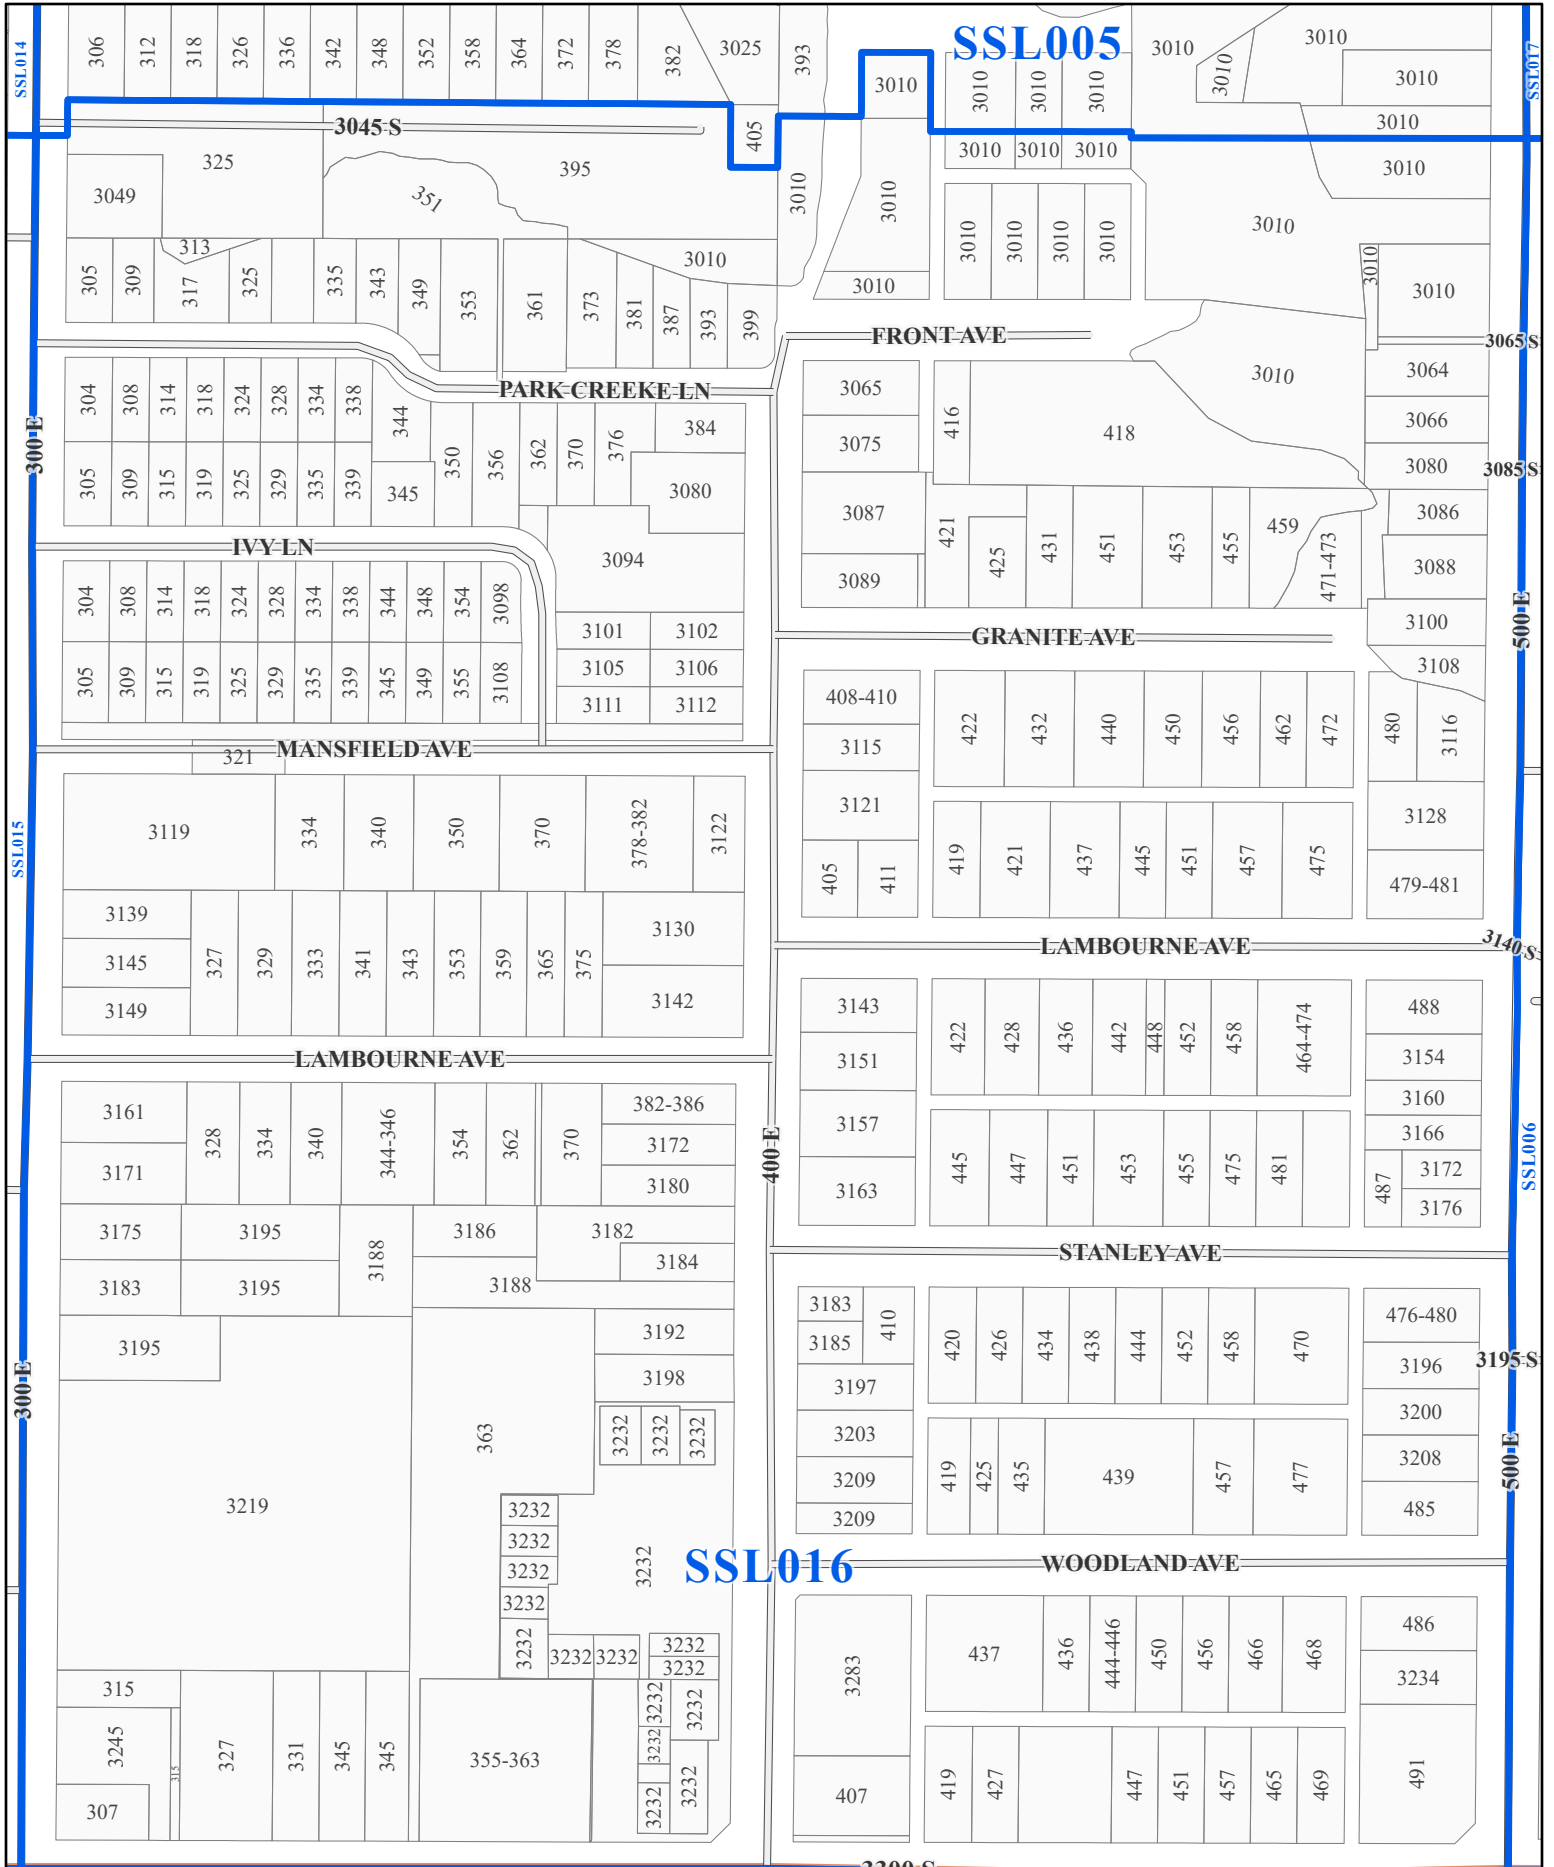 SSL014
306 312 318 326 336 342 348 352 358 364 372 378 382 3025 393
SSL005
3010 3010 3010 3010
SSL017
3010 3010 3010 3010
3010
3045 S
405
325
395
3010 3010 3010
3010
3049
351
3010
3010
3010 3010 3010 3010
3010
313
3010
3010
3010
305 309 317 325 335 343 349 353 361 373 381 387 393 399
3010
FRONT AVE
3065 S
PARK CREEKE LN
304 308 314 318 324 328 334 338 344
350 356 362 370 376 384
3065
416
418
3010
3064
3066
3075
300 E
305 309 315 319 325 329 335 339 345
3080
3080
3085 S
3087
421
425
431 451 453 455 459
471-473
3086
IVY LN
3094
3089
3088
304 308 314 318 324 328 334 338 344 348 354 3098
3101 3102
3100
500 E
GRANITE AVE
305 309 315 319 325 329 335 339 345 349 355 3108
3105 3106
3108
3111 3112
408-410
422 432 440 450 456 462 472 480 3116
MANSFIELD AVE
321
3115
3121
3128
SSL015
3119
334 340 350 370 378-382 3122
405 411
419 421 437 445 451 457 475
479-481
3139
3145
3149
327 329 333 341 343 353 359 365 375
3130
3142
LAMBOURNE AVE
3140 S
3143
3151
422 428 436 442 448 452 458 464-474
488
3154
LAMBOURNE AVE
3161
3171
328 334 340 344-346 354 362 370
382-386
3172
3180
400 E
3157
3163
445 447 451 453 455 475 481
3160
3166
487
3172
3176
SSL006
3175 3195 3188 3186 3182
3184
STANLEY AVE
3183 3195
3188
3183
3185
410
420 426 434 438 444 452 458 470
476-480
3195
3192
3198
3196
3195 S
300 E
3197
3200
363
3232 3232 3232
3203
419 425 435 439 457 477
3208
500 E
3209
485
3219
3232
3232
3232
3232
3232
3232
3209
SSL016
WOODLAND AVE
3232 3232 3232
3232
3232
3283
437 436 444-446 450 456 466 468
486
3234
315
3245
315
307
327 331 345 345
355-363
3232 3232
3232
3232 3232
407
419 427 447 451 457 465 469
491
3300 S